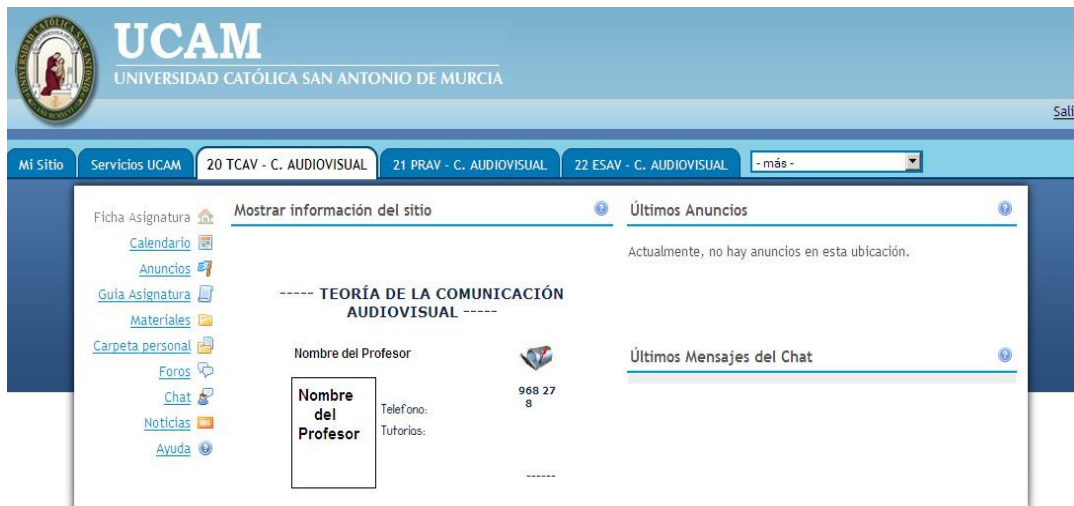 UCAM
UNIVERSIDAD CATÓLICA SAN ANTONIO DE MURCIA
Sali
Mi Sitio
Servicios UCAM
20 TCAV - C. AUDIOVISUAL
21 PRAV - C. AUDIOVISUAL
22 ESAV - C. AUDIOVISUAL
- más -
Ficha Asignatura
Calendario
Anuncios
Guía Asignatura
Materiales
Carpeta personal
Foros
Chat
Noticias
Ayuda
Mostrar información del sitio
----- TEORÍA DE LA COMUNICACIÓN
AUDIOVISUAL -----
Nombre del Profesor
Nombre
del
Profesor
Telefono:
Tutorias:
968 27
8
------
Últimos Anuncios
Actualmente, no hay anuncios en esta ubicación.
Últimos Mensajes del Chat